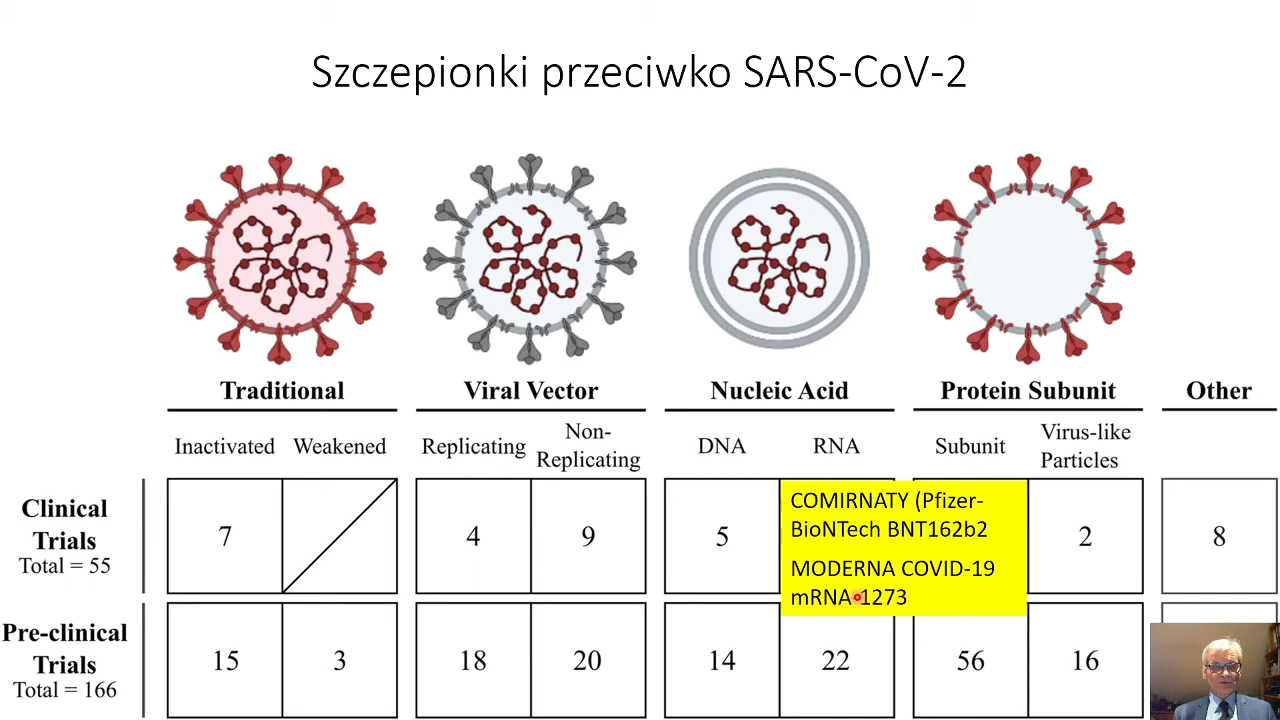 Szczepionki przeciwko SARS-CoV-2
Traditional
Viral Vector
Nucleic Acid
Protein Subunit
Other
Inactivated
Weakened
Replicating
Non-
Replicating
DNA
RNA
Subunit
Virus-like
Particles
Clinical
Trials
Total = 55
7
4
9
5
COMIRNATY (Pfizer-
BioNTech BNT162b2
MODERNA COVID-19
mRNA-1273
2
8
Pre-clinical
Trials
Total = 166
15
3
18
20
14
22
56
16